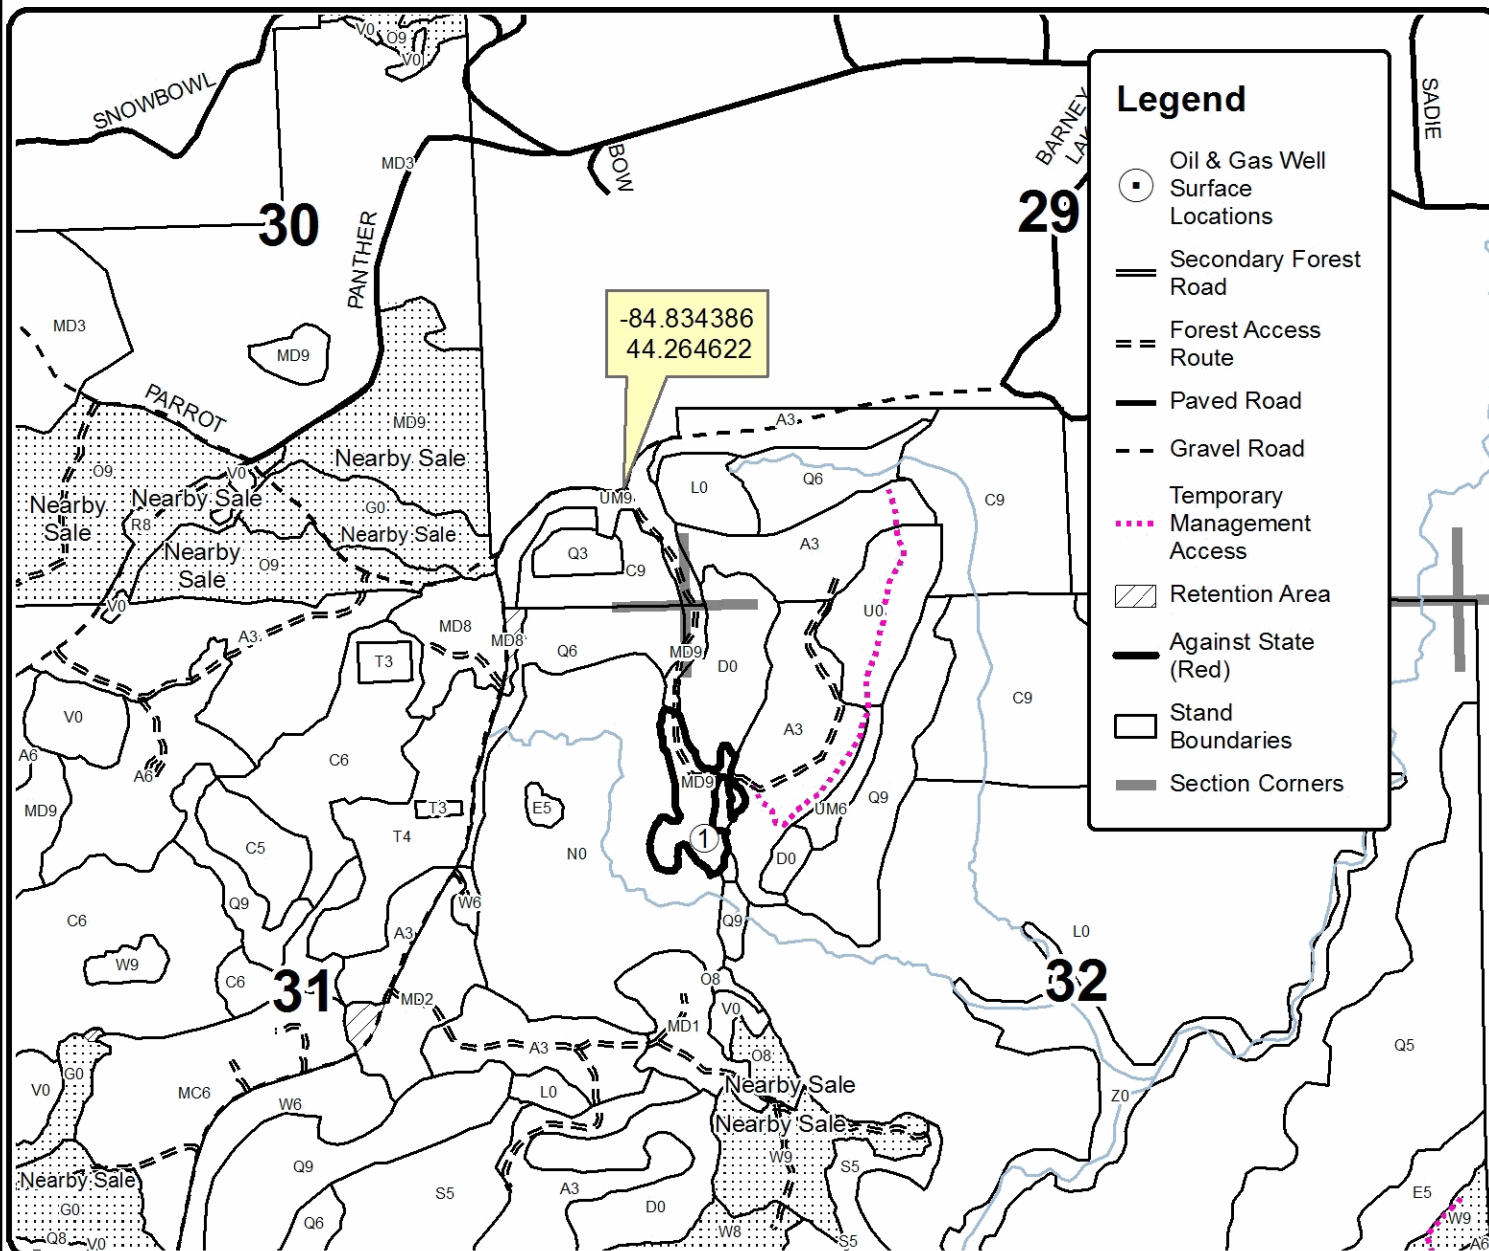 V0
O9
V0
SNOWBOWL
MD3
BOW
BARNEY
LAK
SADIE
30
29
PANTHER
MD3
MD9
-84.834386
44.264622
PARROT
MD9
A3
Nearby Sale
O9
V0
Nearby
Sale
Nearby Sale
G0
R8
Nearby Sale
Nearby
Sale
O9
UM9
L0
Q6
C9
Q3
C9
A3
V0
A3
MD8
MD8
Q6
MD9
D0
U0
T3
V0
A6
A6
C6
A3
C9
MD9
T3
E5
MD9
UM6
Q9
C5
T4
N0
1
D0
Q9
W6
Q9
C6
A3
L0
W9
C6
31
MD2
O8
32
V0
MD1
A3
O8
Q5
G0
V0
MC6
L0
Nearby Sale
Z0
W6
Nearby Sale
W9
Q9
S5
Nearby Sale
S5
A3
E5
G0
D0
Q6
W8
W9
Q8
V0
S5
A6
Legend
Oil & Gas Well
Surface
Locations
Secondary Forest
Road
Forest Access
Route
Paved Road
Gravel Road
Temporary
Management
Access
Retention Area
Against State
(Red)
Stand
Boundaries
Section Corners